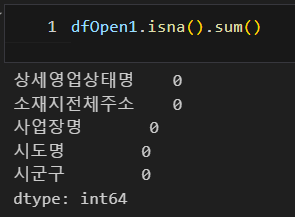 1 dfOpen1.isna().sum()
상세영업상태명 0
소재지전체주소 0
사업장명 0
시도명 0
시군구 0
dtype: int64